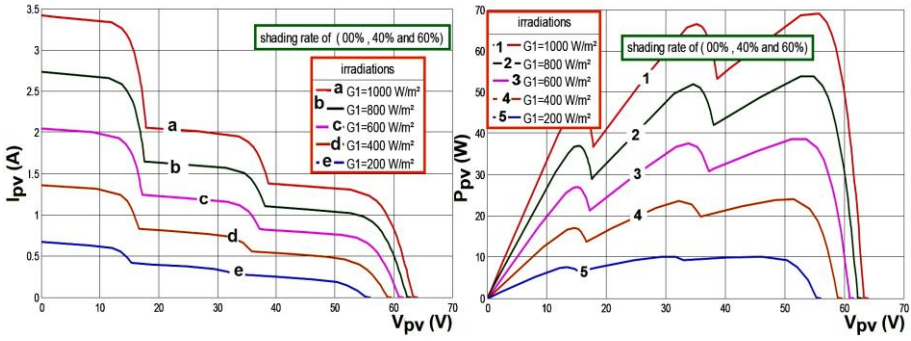 3.5
3
2.5
2
1.5
1
0.5
0
I_pv (A)
0 10 20 30 40 50 60 70
V_pv (V)
shading rate of ( 00% , 40% and 60%)
irradiations
a G1=1000 W/m²
b G1=800 W/m²
c G1=600 W/m²
d G1=400 W/m²
e G1=200 W/m²
a
b
c
d
e
70
60
50
40
30
20
10
0
P_pv (W)
0 10 20 30 40 50 60 70
V_pv (V)
irradiations
1 G1=1000 W/m²
2 G1=800 W/m²
3 G1=600 W/m²
4 G1=400 W/m²
5 G1=200 W/m²
shading rate of ( 00% , 40% and 60%)
1
2
3
4
5